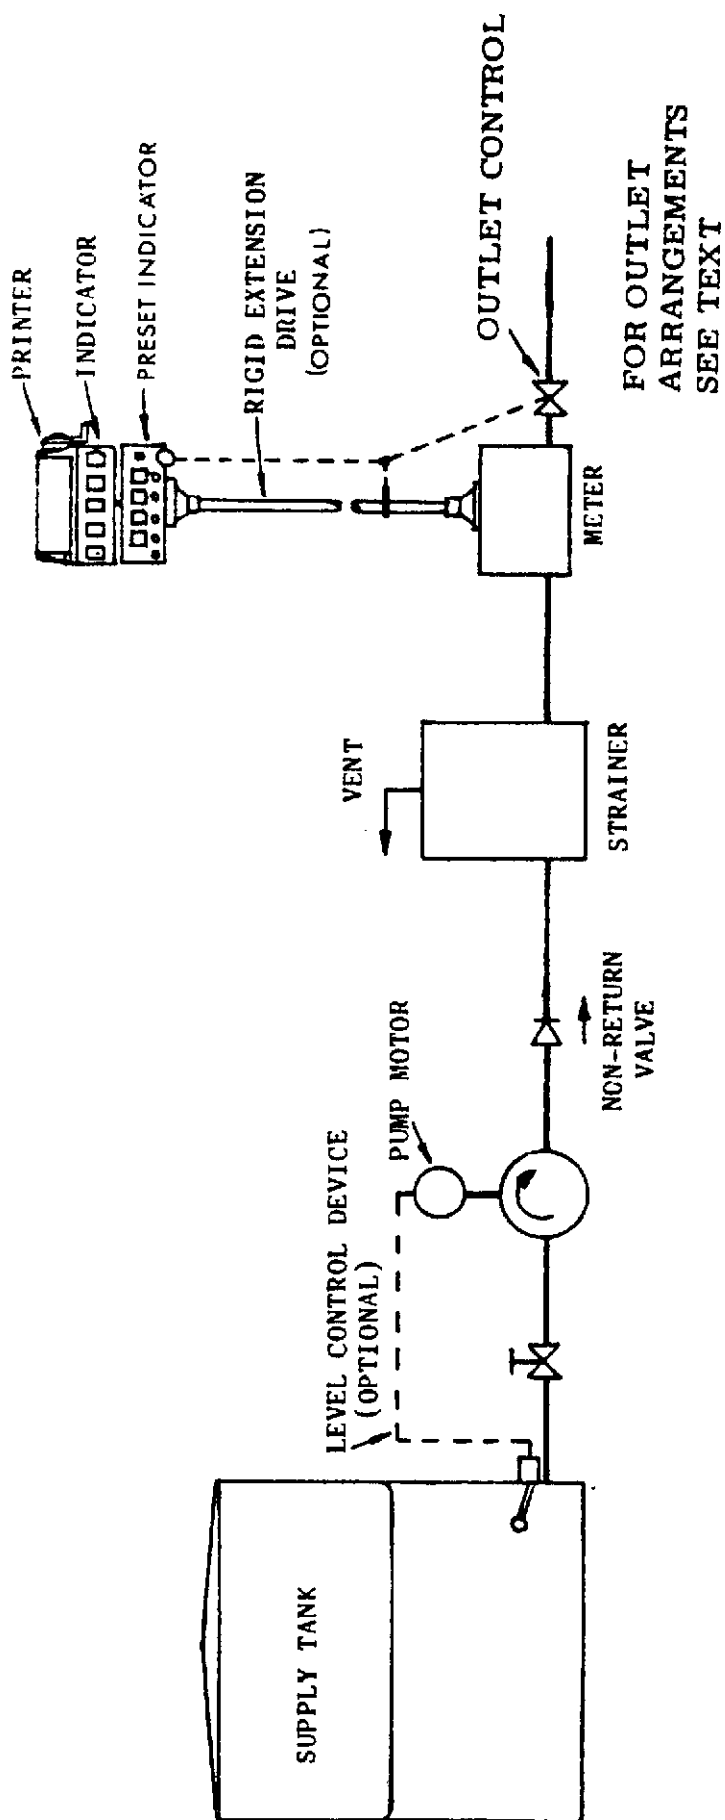 SUPPLY TANK
LEVEL CONTROL DEVICE
(OPTIONAL)
PUMP MOTOR
NON-RETURN
VALVE
VENT
STRAINER
PRINTER
INDICATOR
PRESET INDICATOR
RIGID EXTENSION
DRIVE
(OPTIONAL)
METER
OUTLET CONTROL
FOR OUTLET
ARRANGEMENTS
SEE TEXT